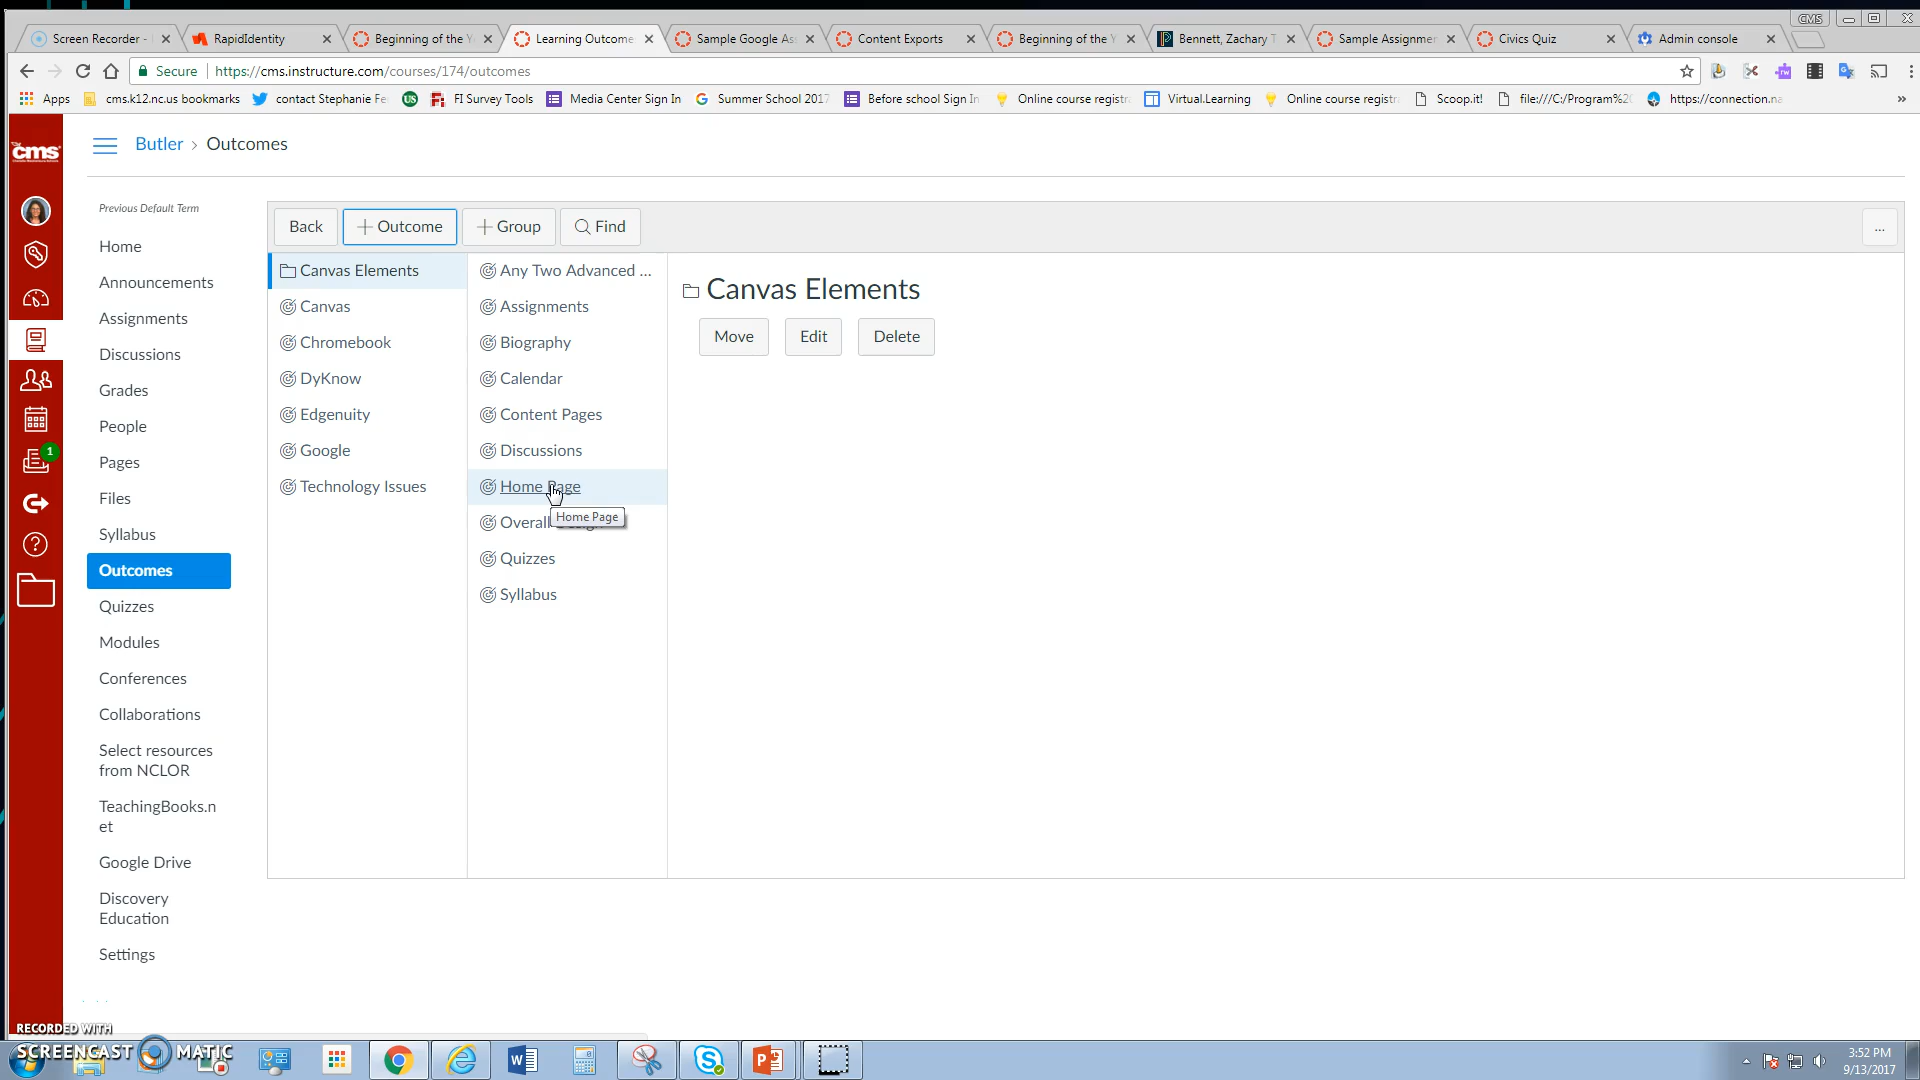 CMS
Screen Recorder -
RapidIdentity
Beginning of the Y
Learning Outcome
Sample Google As
Content Exports
Beginning of the Y
Bennett, Zachary T
Sample Assignmen
Civics Quiz
Admin console
Secure
https://cms.instructure.com/courses/174/outcomes
Apps
cms.k12.nc.us bookmarks
contact Stephanie Fe
US
FI Survey Tools
Media Center Sign In
Summer School 2017
Before school Sign In
Online course registr
Virtual.Learning
Online course registr
Scoop.it!
file:///C:/Program%20
https://connection.na
»
cms
Butler > Outcomes
Previous Default Term
Home
Announcements
Assignments
Discussions
Grades
People
Pages
Files
Syllabus
Outcomes
Quizzes
Modules
Conferences
Collaborations
Select resources
from NCLOR
TeachingBooks.n
et
Google Drive
Discovery
Education
Settings
1
Back
+ Outcome
+ Group
Find
...
Canvas Elements
Canvas
Chromebook
DyKnow
Edgenuity
Google
Technology Issues
Any Two Advanced ...
Assignments
Biography
Calendar
Content Pages
Discussions
Home Page
Home Page
Overall
Quizzes
Syllabus
Canvas Elements
Move
Edit
Delete
RECORDED WITH
SCREENCAST MATIC
3:52 PM
9/13/2017